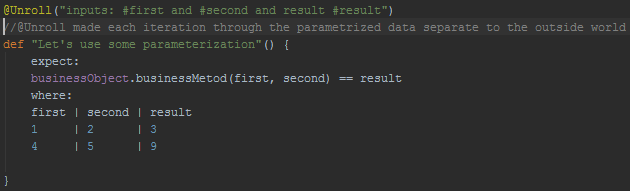 @Unroll("inputs: #first and #second and result #result")
//@Unroll made each iteration through the parametrized data separate to the outside world
def "Let's use some parameterization"() {
expect:
businessObject.businessMetod(first, second) == result
where:
first | second | result
1 | 2 | 3
4 | 5 | 9
}